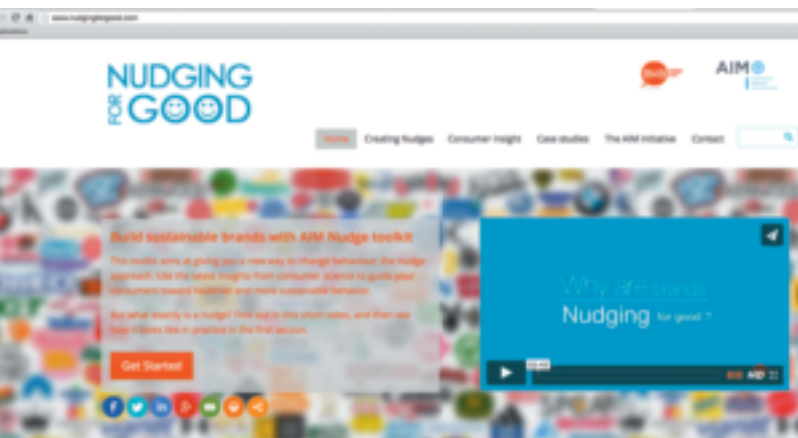 www.nudgingforgood.com
NUDGING
FOR
GOOD
AIM
Home Creating Nudges Consumer Insight Case studies The AIM Initiative Contact
Build sustainable brands with AIM Nudge toolkit
This toolkit aims at giving you a new way to change behaviour: the nudge
approach. Use the latest insights from consumer science to guide your
consumers toward healthier and more sustainable behavior.
But what exactly is a nudge? Find out in this short video, and then see
how it looks like in practice in the first section.
Get Started
Why are brands
Nudging for good ?
HD